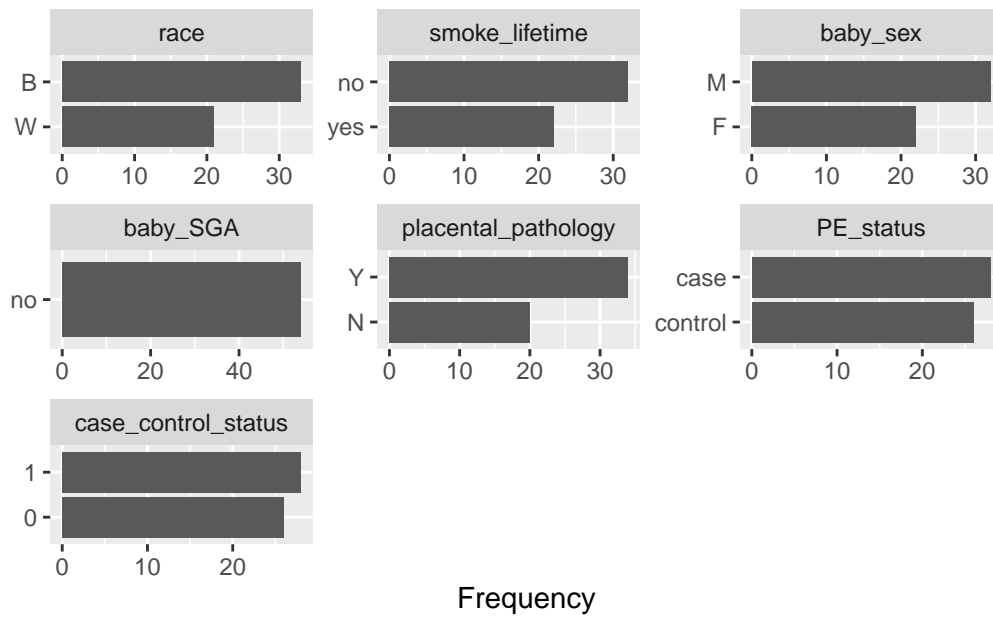 race
B
W
0 10 20 30
smoke_lifetime
no
yes
0 10 20 30
baby_sex
M
F
0 10 20 30
baby_SGA
no
0 20 40
placental_pathology
Y
N
0 10 20 30
PE_status
case
control
0 10 20
case_control_status
1
0
0 10 20
Frequency